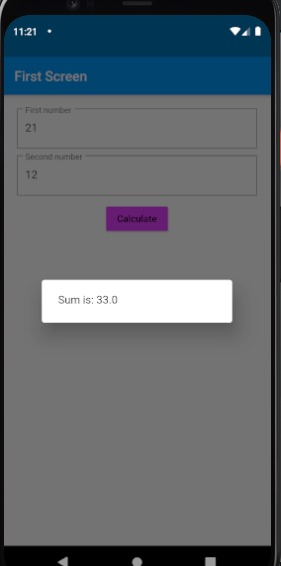 11:21
First Screen
First number
21
Second number
12
Calculate
Sum is: 33.0